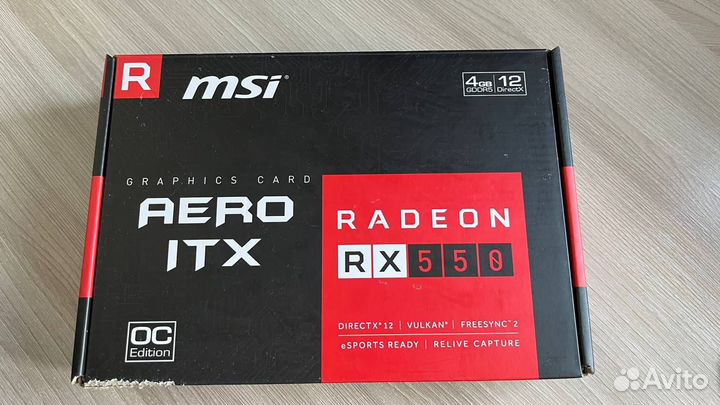 R
msi
4GB GDDR5 | 12 DirectX
GRAPHICS CARD
AERO
ITX
RADEON
RX 550
DIRECTX®12 | VULKAN® | FREESYNC™2
eSPORTS READY | RELIVE CAPTURE
OC
Edition
Avito